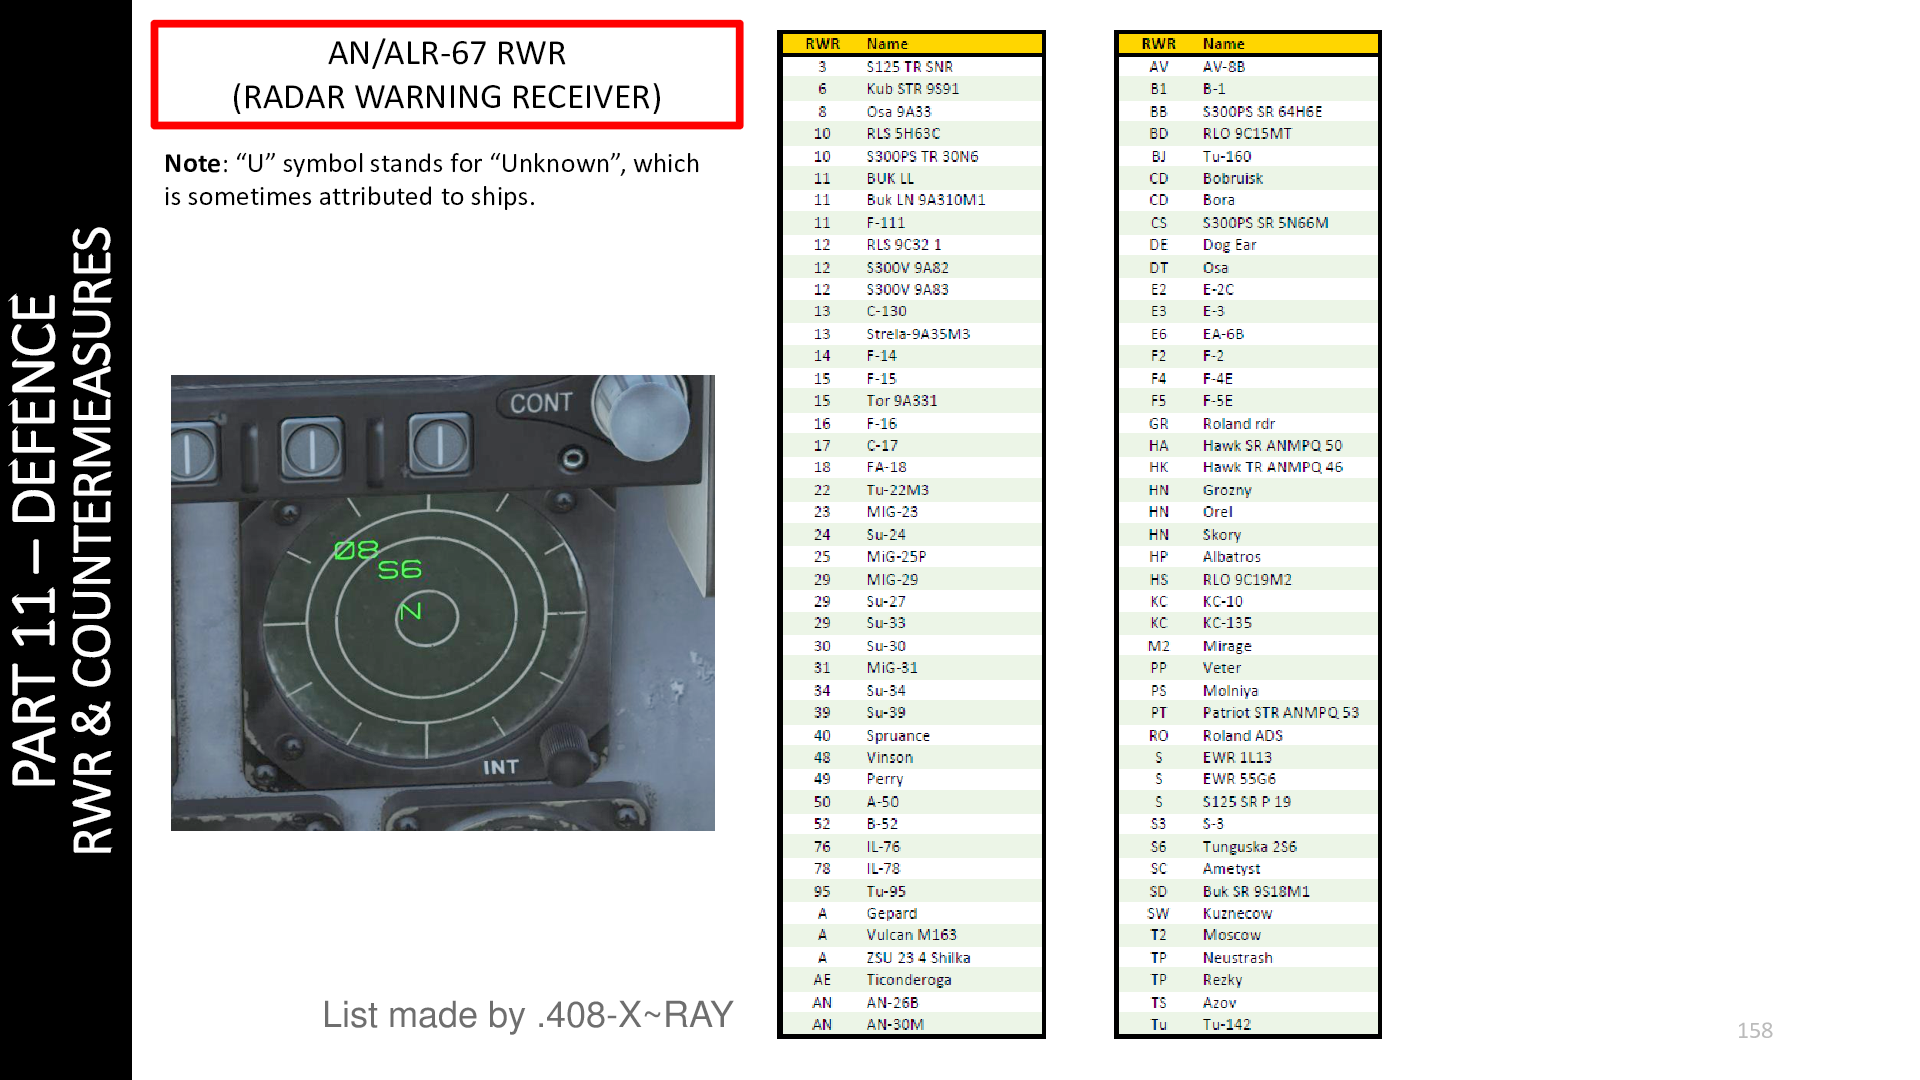 PART 11 – DEFENCE
RWR & COUNTERMEASURES
AN/ALR-67 RWR
(RADAR WARNING RECEIVER)
Note: “U” symbol stands for “Unknown”, which
is sometimes attributed to ships.
CONT
08
S6
N
INT
List made by .408-X~RAY
RWR Name
3 S125 TR SNR
6 Kub STR 9S91
8 Osa 9A33
10 RLS 5H63C
10 S300PS TR 30N6
11 BUK LL
11 Buk LN 9A310M1
11 F-111
12 RLS 9C32 1
12 S300V 9A82
12 S300V 9A83
13 C-130
13 Strela-9A35M3
14 F-14
15 F-15
15 Tor 9A331
16 F-16
17 C-17
18 FA-18
22 Tu-22M3
23 MIG-23
24 Su-24
25 MiG-25P
29 MIG-29
29 Su-27
29 Su-33
30 Su-30
31 MiG-31
34 Su-34
39 Su-39
40 Spruance
48 Vinson
49 Perry
50 A-50
52 B-52
76 IL-76
78 IL-78
95 Tu-95
A Gepard
A Vulcan M163
A ZSU 23 4 Shilka
AE Ticonderoga
AN AN-26B
AN AN-30M
RWR Name
AV AV-8B
B1 B-1
BB S300PS SR 64H6E
BD RLO 9C15MT
BJ Tu-160
CD Bobruisk
CD Bora
CS S300PS SR 5N66M
DE Dog Ear
DT Osa
E2 E-2C
E3 E-3
E6 EA-6B
F2 F-2
F4 F-4E
F5 F-5E
GR Roland rdr
HA Hawk SR ANMPQ 50
HK Hawk TR ANMPQ 46
HN Grozny
HN Orel
HN Skory
HP Albatros
HS RLO 9C19M2
KC KC-10
KC KC-135
M2 Mirage
PP Veter
PS Molniya
PT Patriot STR ANMPQ 53
RO Roland ADS
S EWR 1L13
S EWR 55G6
S S125 SR P 19
S3 S-3
S6 Tunguska 2S6
SC Ametyst
SD Buk SR 9S18M1
SW Kuznecow
T2 Moscow
TP Neustrash
TP Rezky
TS Azov
Tu Tu-142
158